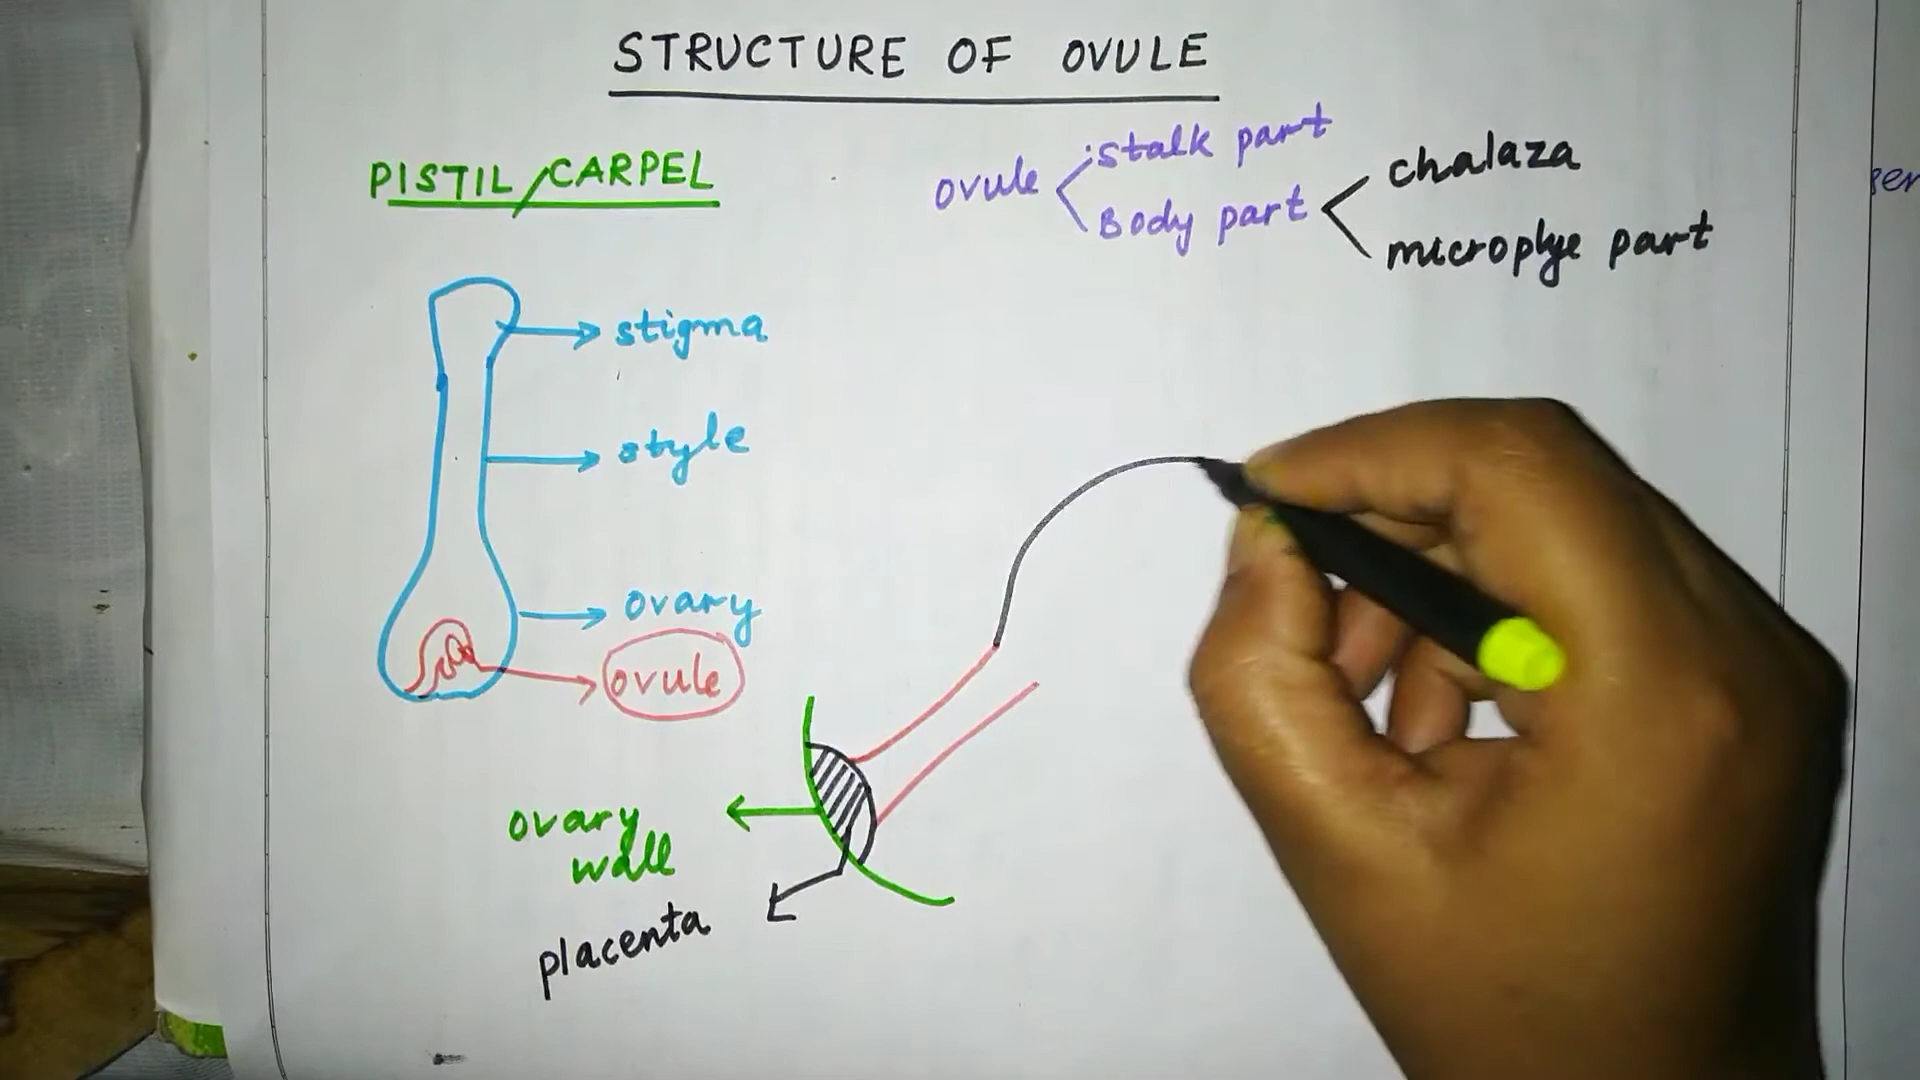 STRUCTURE OF OVULE
PISTIL/CARPEL
ovule
stalk part
Body part
chalaza
microplye part
stigma
style
ovary
ovule
ovary
wall
placenta